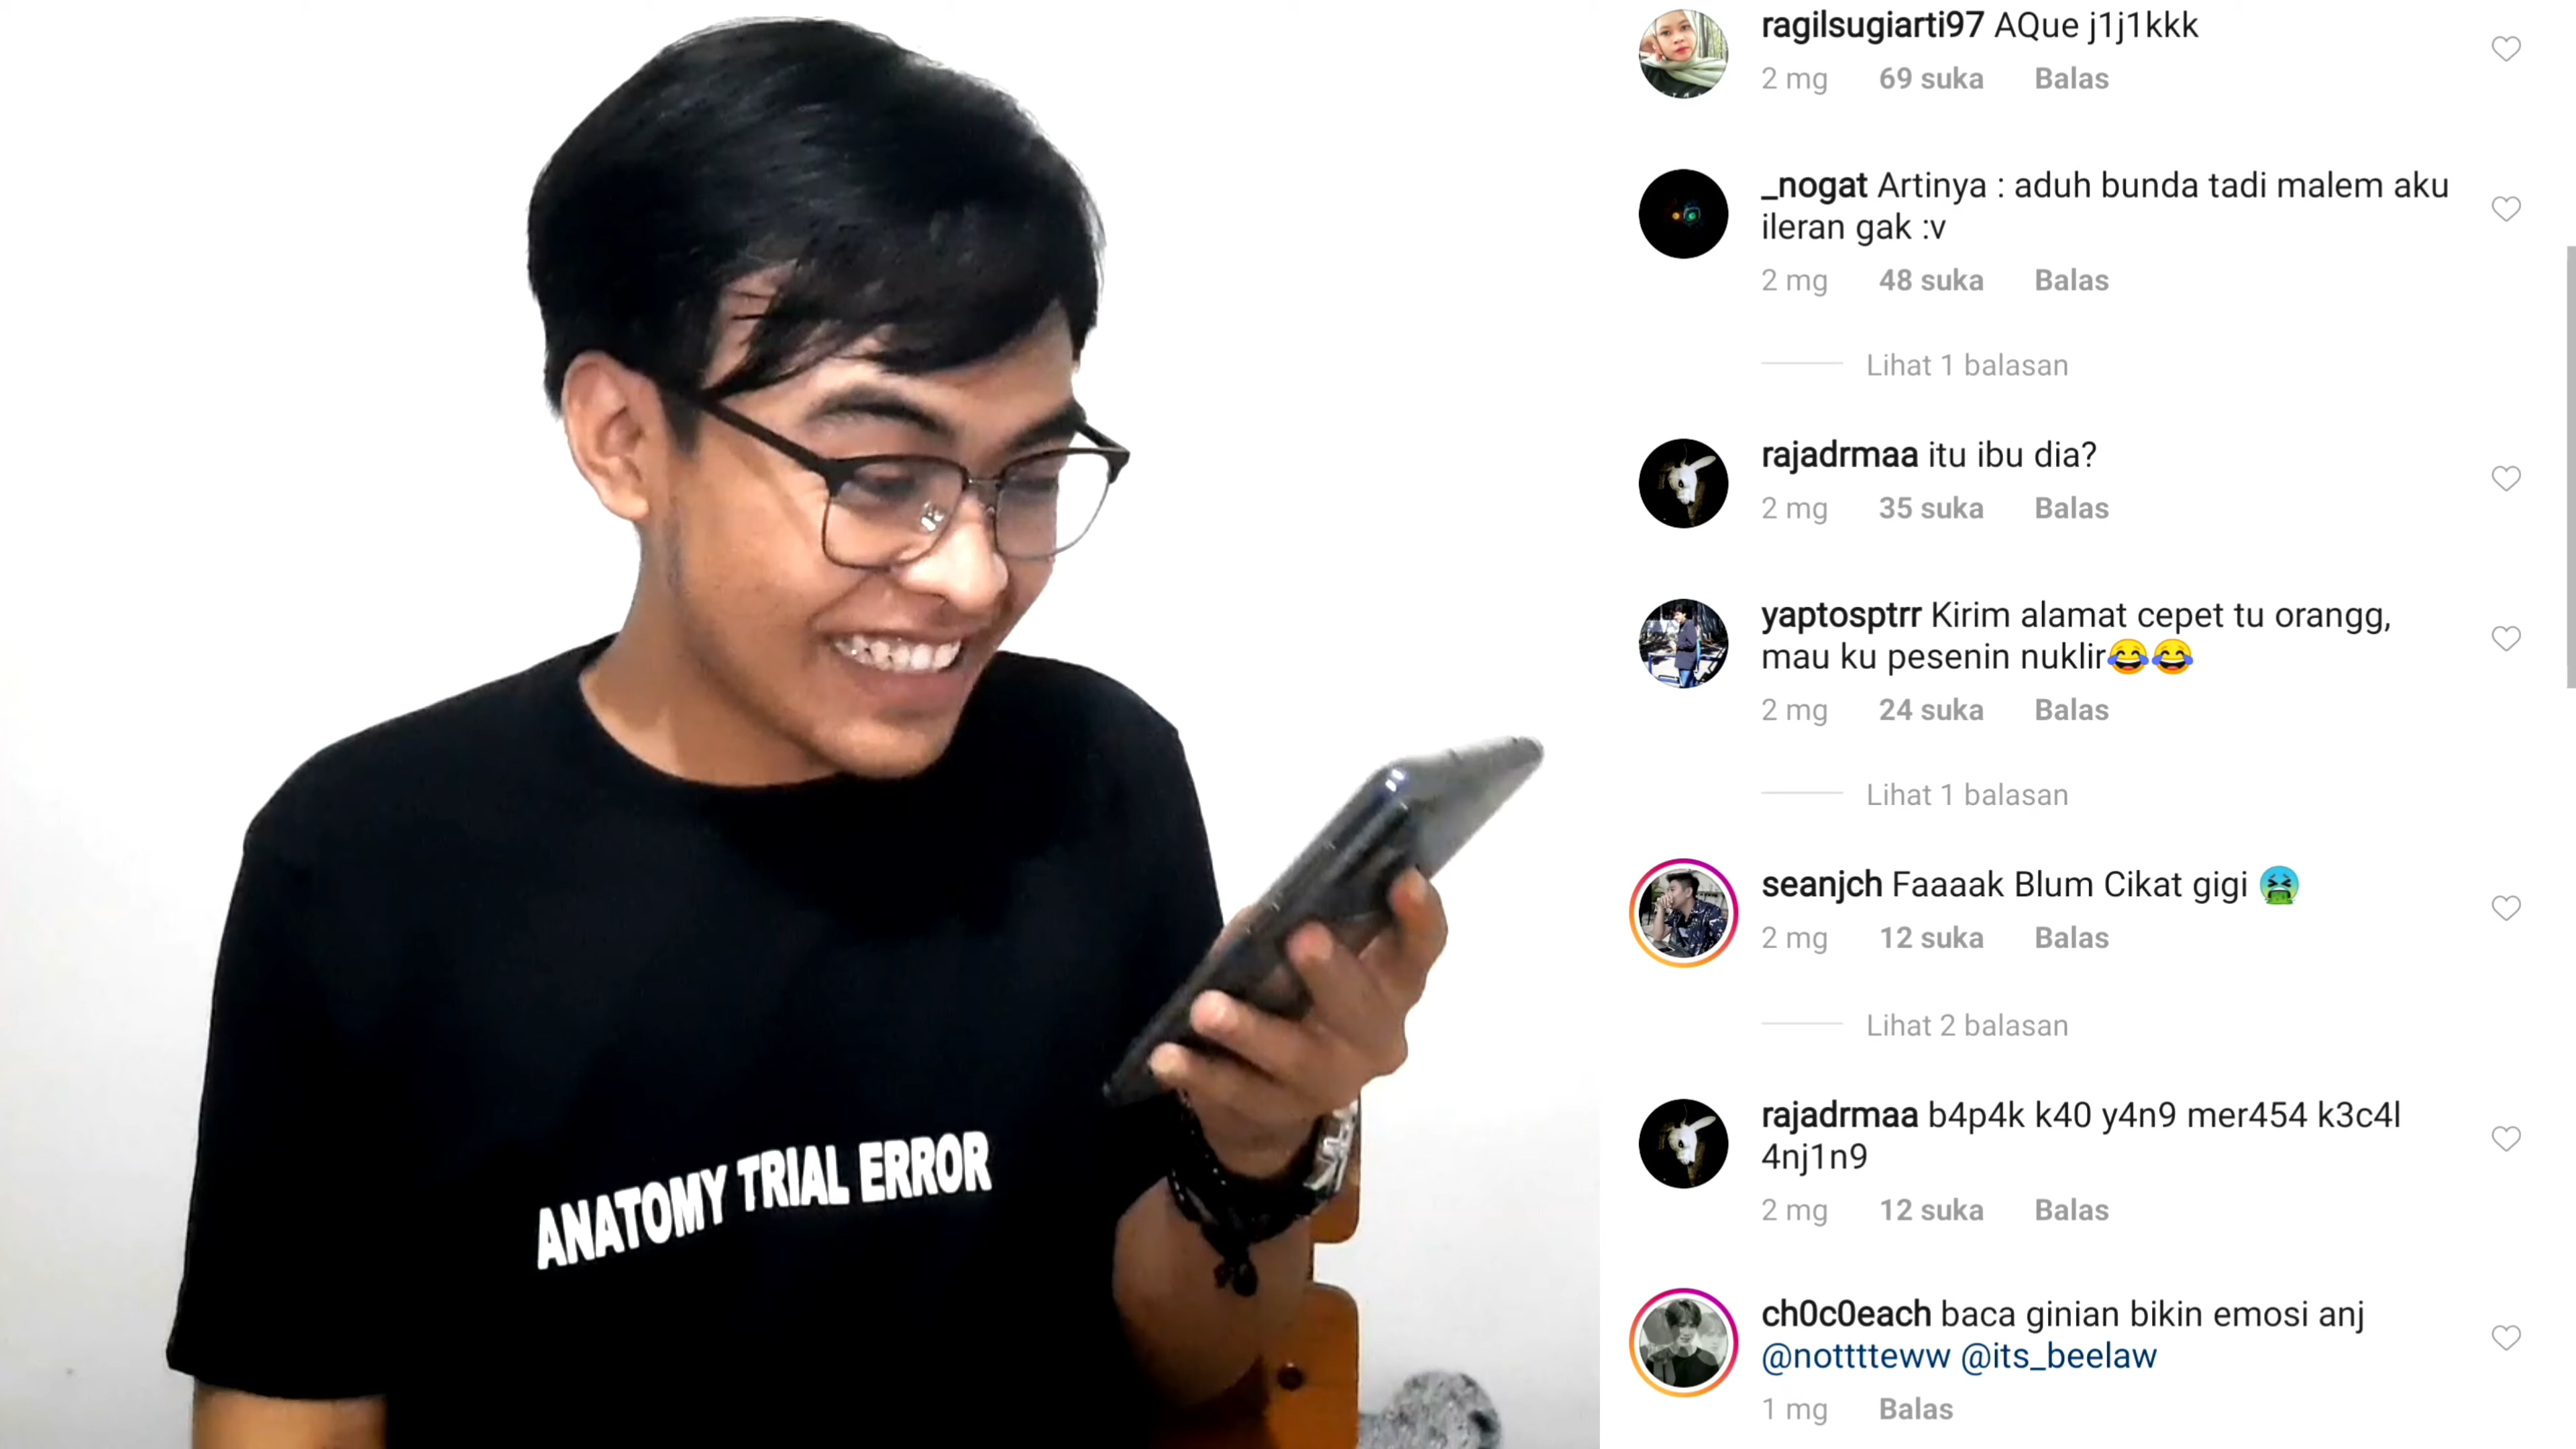 ANATOMY TRIAL ERROR
ragilsugiarti97 AQue j1j1kkk
2 mg 69 suka Balas
_nogat Artinya : aduh bunda tadi malem aku
ileran gak :v
2 mg 48 suka Balas
Lihat 1 balasan
rajadrmaa itu ibu dia?
2 mg 35 suka Balas
yaptosptrr Kirim alamat cepet tu orangg,
mau ku pesenin nuklir😂😂
2 mg 24 suka Balas
Lihat 1 balasan
seanjch Faaaak Blum Cikat gigi 🤮
2 mg 12 suka Balas
Lihat 2 balasan
rajadrmaa b4p4k k40 y4n9 mer454 k3c4l
4nj1n9
2 mg 12 suka Balas
ch0c0each baca ginian bikin emosi anj
@notttteww @its_beelaw
1 mg Balas